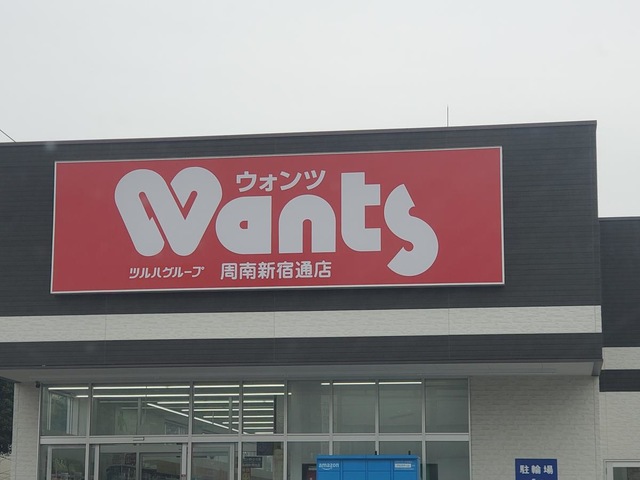 ウォンツ
Wants
ツルハグループ 周南新宿通店
amazon
駐輪場